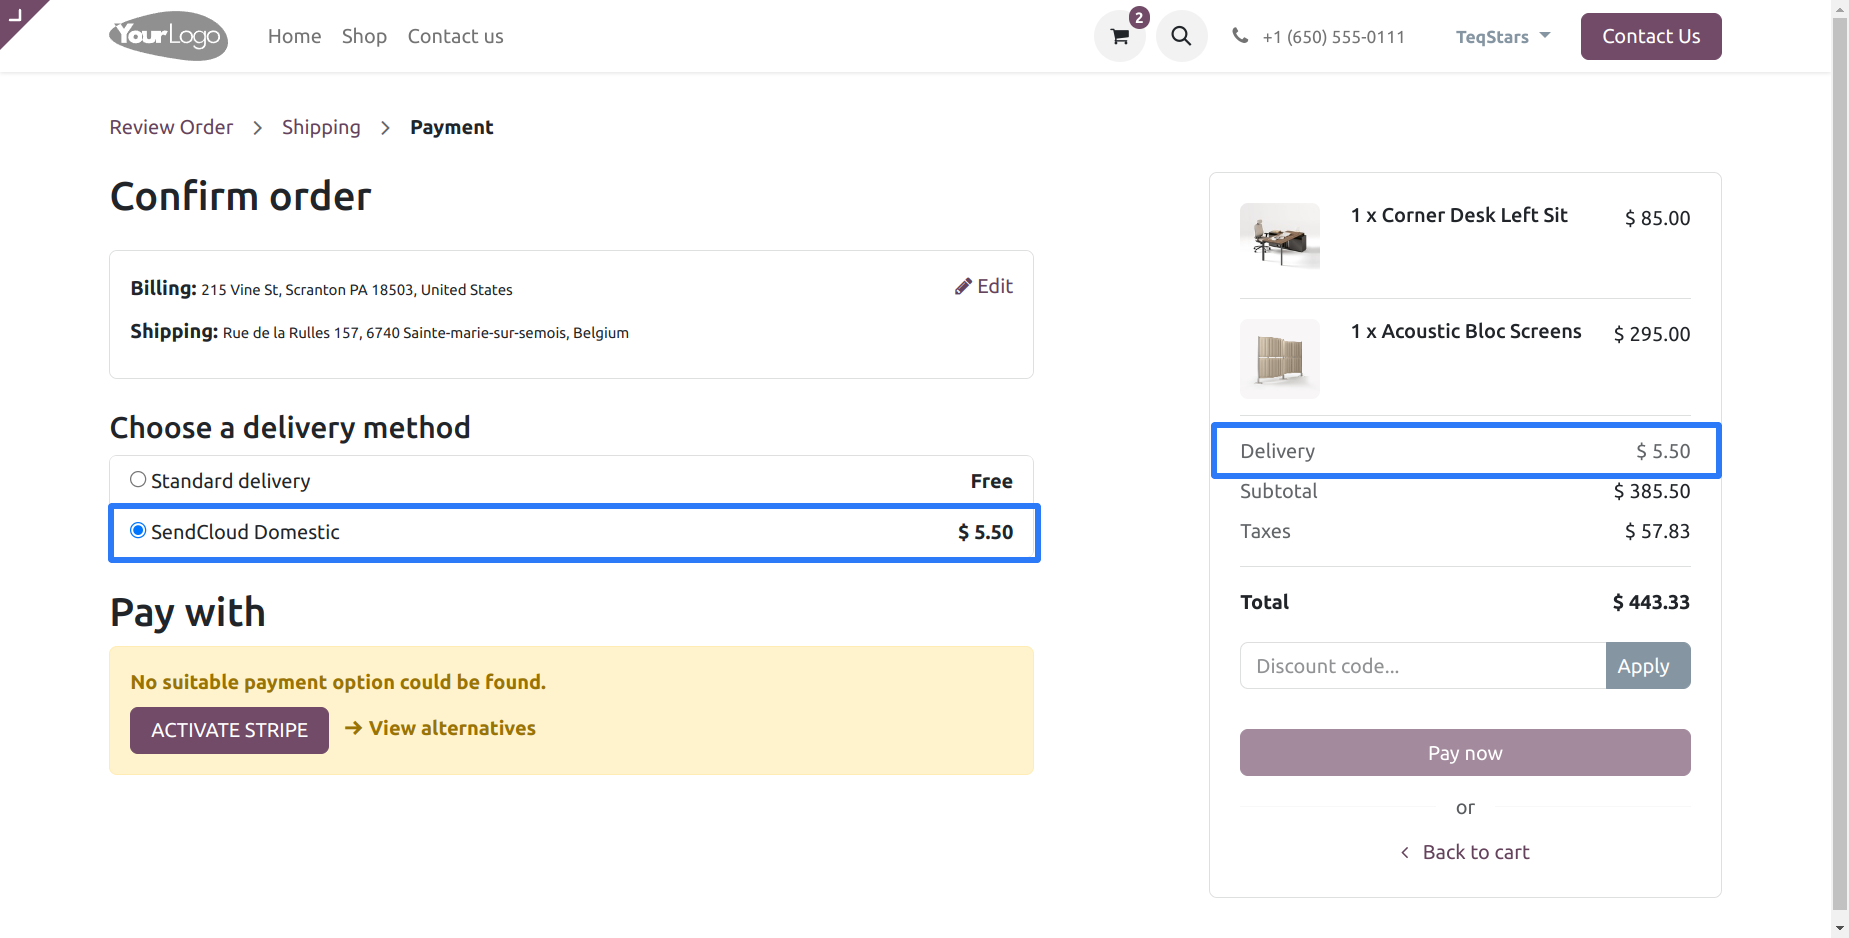 YourLogo
Home Shop Contact us
2
+1 (650) 555-0111
TeqStars
Contact Us
Review Order > Shipping > Payment
Confirm order
Billing: 215 Vine St, Scranton PA 18503, United States
Edit
Shipping: Rue de la Rulles 157, 6740 Sainte-marie-sur-semois, Belgium
Choose a delivery method
Standard delivery Free
SendCloud Domestic $ 5.50
Pay with
No suitable payment option could be found.
ACTIVATE STRIPE → View alternatives
1 x Corner Desk Left Sit $ 85.00
1 x Acoustic Bloc Screens $ 295.00
Delivery $ 5.50
Subtotal $ 385.50
Taxes $ 57.83
Total $ 443.33
Discount code... Apply
Pay now
or
< Back to cart